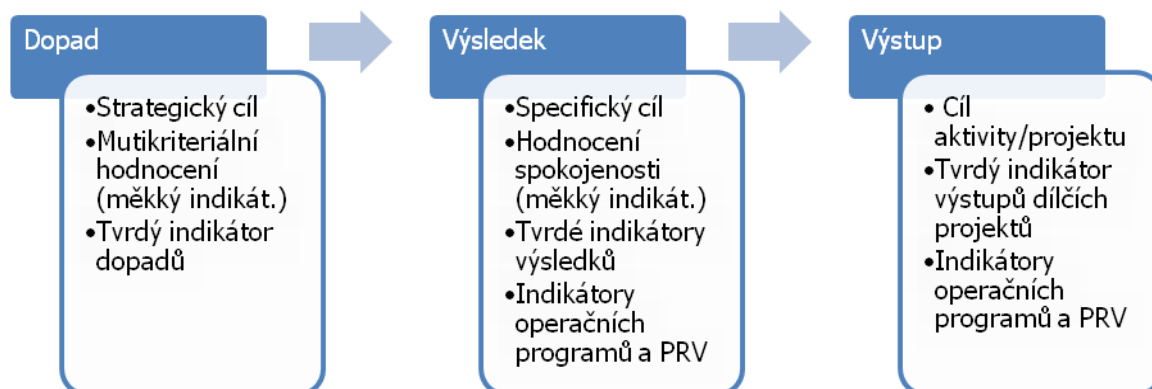 Dopad
•Strategický cíl
•Mutikriteriální
hodnocení
(měkký indikát.)
•Tvrdý indikátor
dopadů
Výsledek
•Specifický cíl
•Hodnocení
spokojenosti
(měkký indikát.)
•Tvrdé indikátory
výsledků
•Indikátory
operačních
programů a PRV
Výstup
• Cíl
aktivity/projektu
•Tvrdý indikátor
výstupů dílčích
projektů
•Indikátory
operačních
programů a PRV